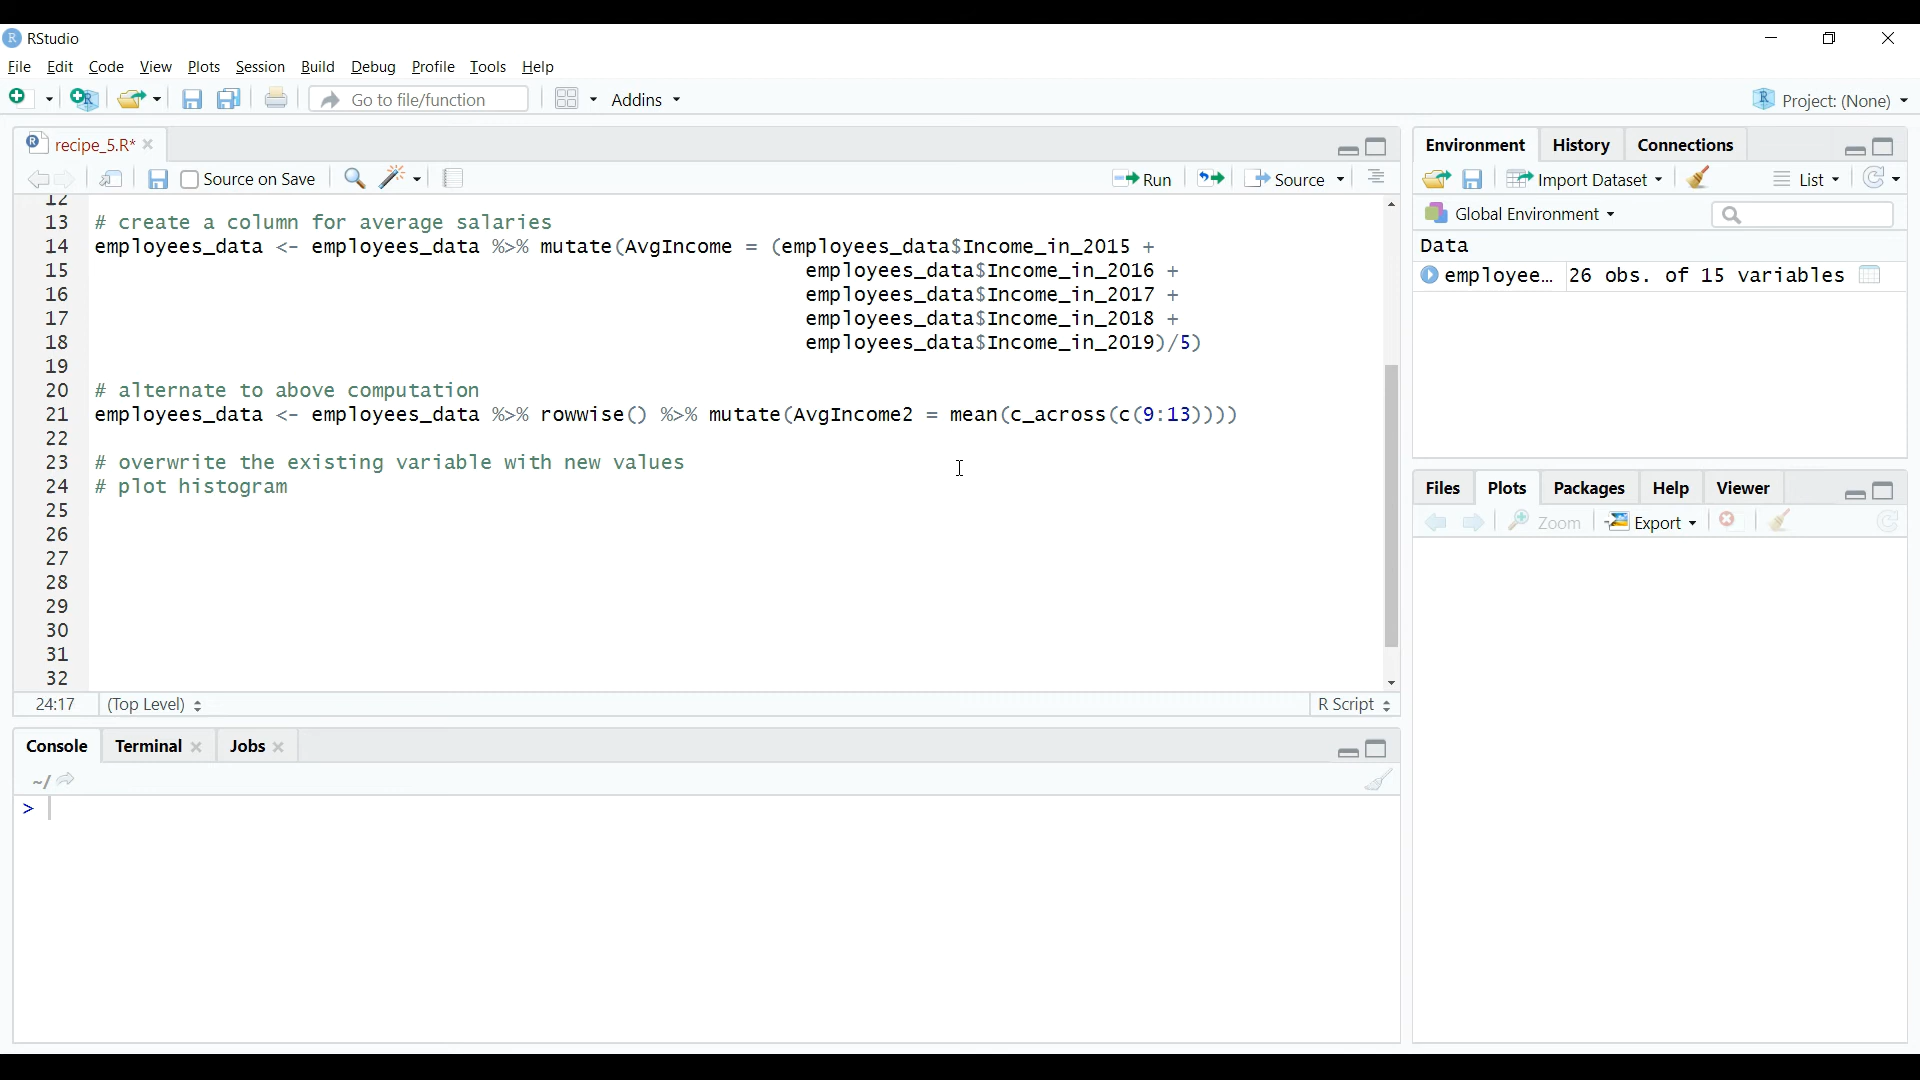 RStudio
File Edit Code View Plots Session Build Debug Profile Tools Help
Go to file/function Addins Project: (None)
recipe_5.R*
Source on Save Run Source
12
13 # create a column for average salaries
14 employees_data <- employees_data %>% mutate(AvgIncome = (employees_data$Income_in_2015 +
15 employees_data$Income_in_2016 +
16 employees_data$Income_in_2017 +
17 employees_data$Income_in_2018 +
18 employees_data$Income_in_2019)/5)
19
20 # alternate to above computation
21 employees_data <- employees_data %>% rowwise() %>% mutate(AvgIncome2 = mean(c_across(c(9:13))))
22
23 # overwrite the existing variable with new values
24 # plot histogram
25
26
27
28
29
30
31
32
24:17 (Top Level) R Script
Console Terminal Jobs
~/
>
Environment History Connections
Import Dataset List
Global Environment
Data
employee... 26 obs. of 15 variables
Files Plots Packages Help Viewer
Zoom Export